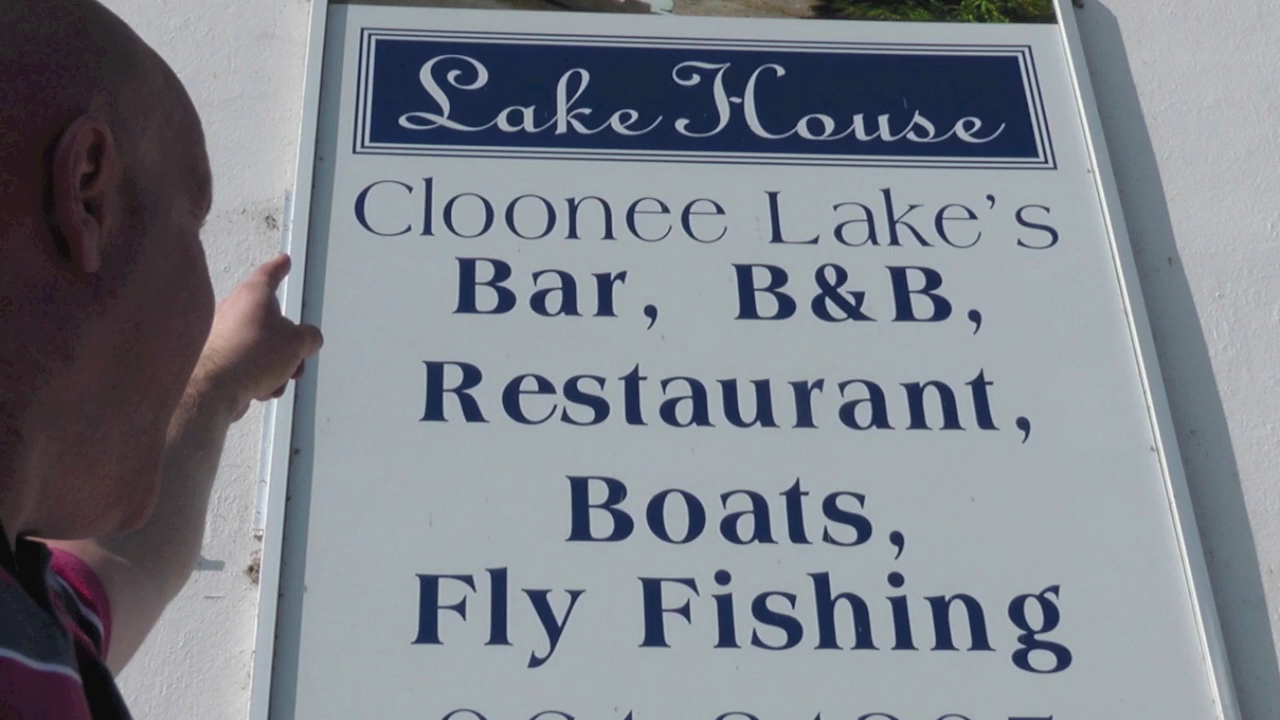 Lake House
Cloonee Lake's
Bar, B&B,
Restaurant,
Boats,
Fly Fishing